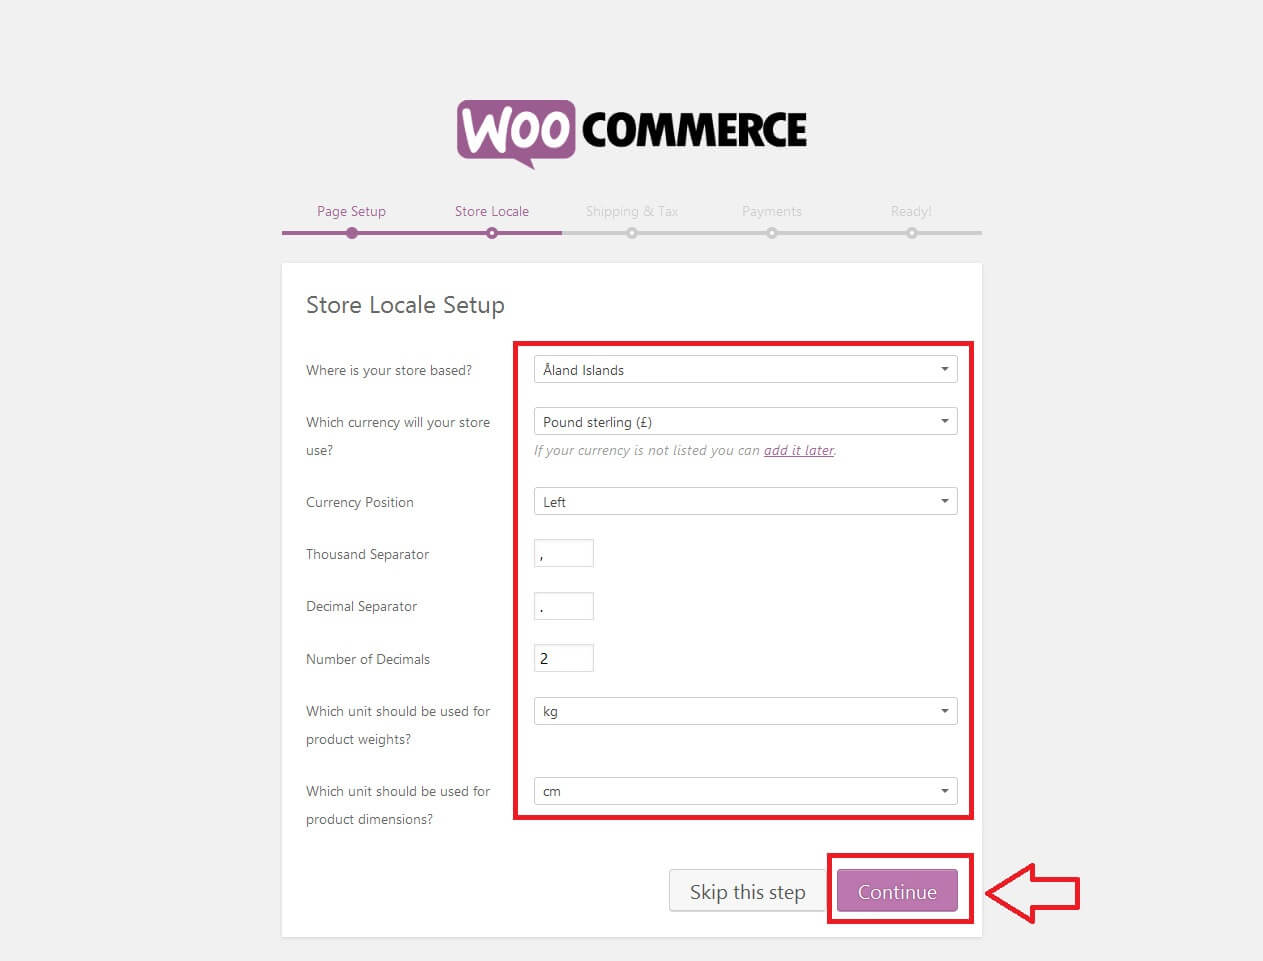 WOO COMMERCE
Page Setup Store Locale Shipping & Tax Payments Ready!
Store Locale Setup
Where is your store based? Åland Islands
Which currency will your store use? Pound sterling (£)
If your currency is not listed you can add it later.
Currency Position Left
Thousand Separator ,
Decimal Separator .
Number of Decimals 2
Which unit should be used for
product weights?
kg
Which unit should be used for
product dimensions?
cm
Skip this step Continue